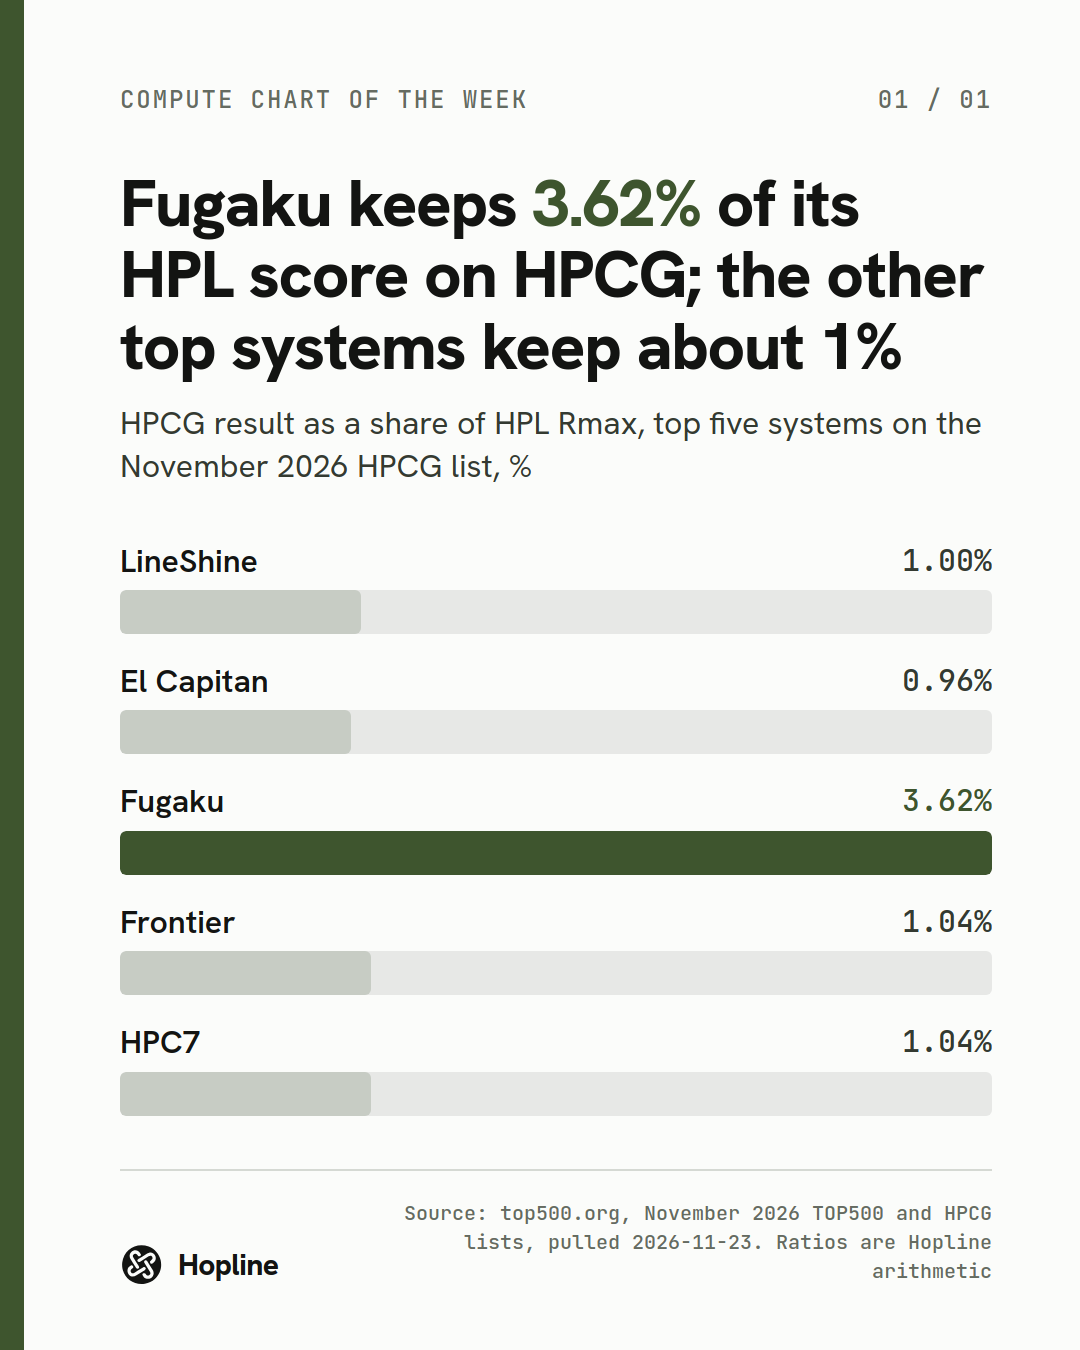 COMPUTE CHART OF THE WEEK
01 / 01
Fugaku keeps 3.62% of its
HPL score on HPCG; the other
top systems keep about 1%
HPCG result as a share of HPL Rmax, top five systems on the
November 2026 HPCG list, %
LineShine
1.00%
El Capitan
0.96%
Fugaku
3.62%
Frontier
1.04%
HPC7
1.04%
Source: top500.org, November 2026 TOP500 and HPCG
lists, pulled 2026-11-23. Ratios are Hopline
arithmetic
Hopline